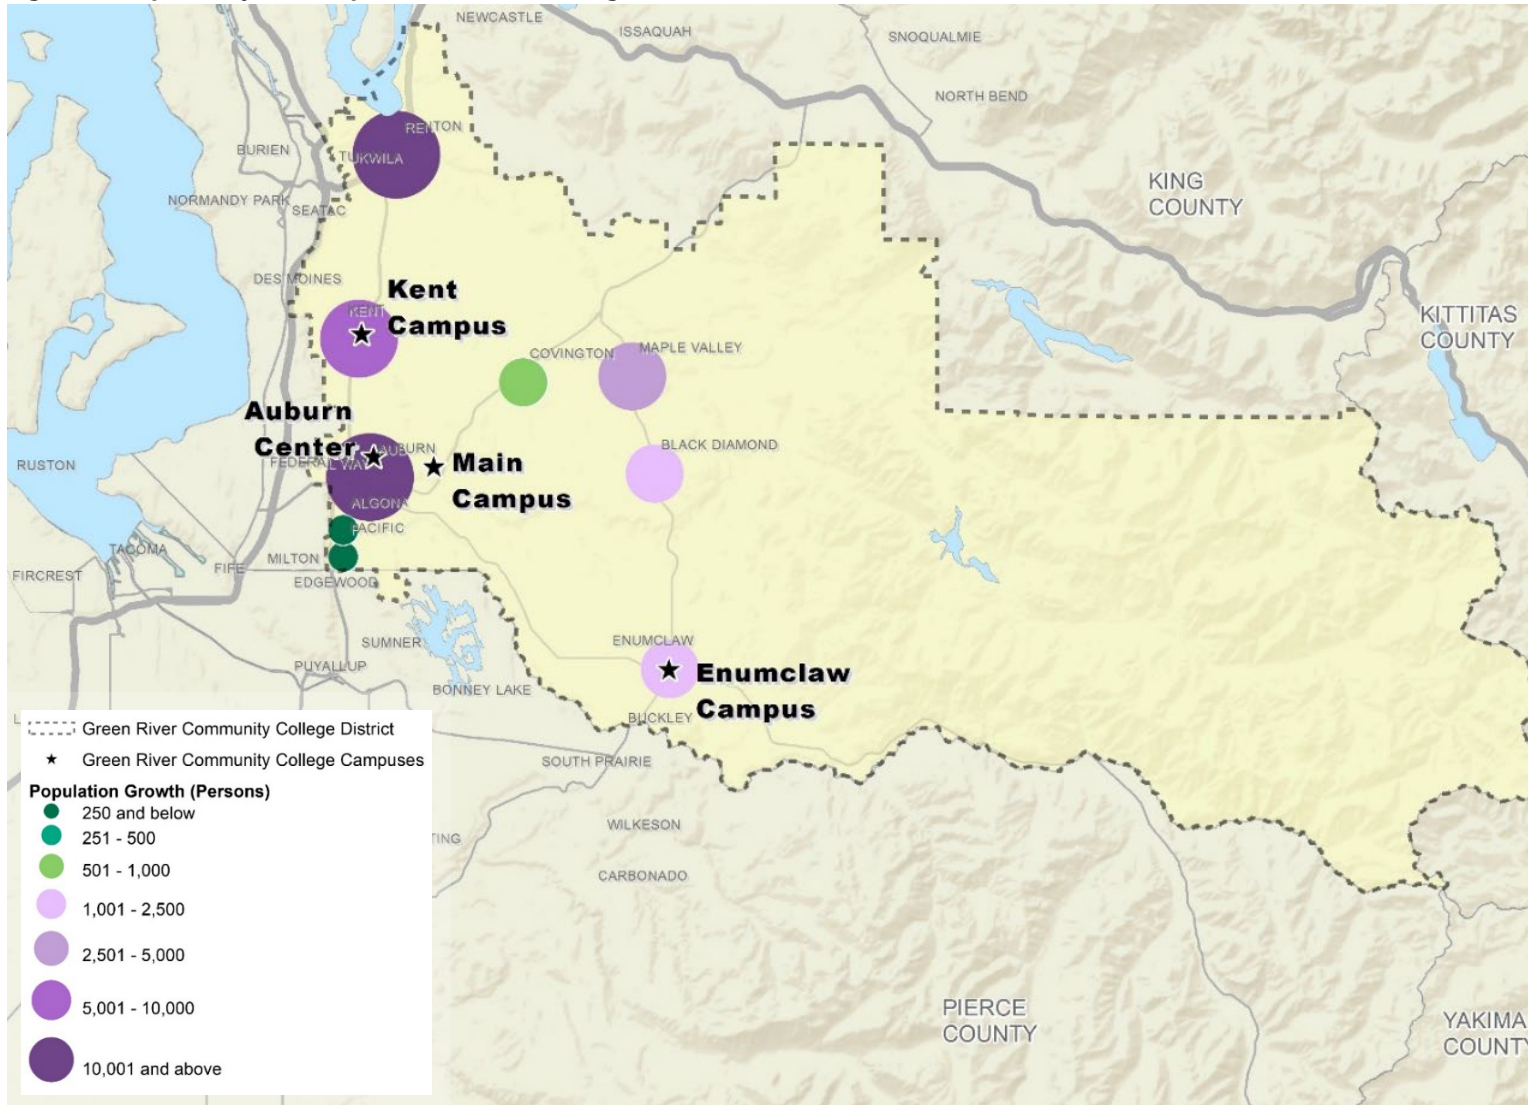 NEWCASTLE
ISSAQUAH
SNOQUALMIE
NORTH BEND
RENTON
BURIEN
TUKWILA
KING
COUNTY
NORMANDY PARK
SEATAC
DES MOINES
Kent
Campus
KENT
KITTITAS
COUNTY
COVINGTON
MAPLE VALLEY
Auburn
Center
AUBURN
BLACK DIAMOND
FEDERAL WAY
Main
Campus
RUSTON
ALGONA
PACIFIC
TACOMA
MILTON
FIFE
FIRCREST
EDGEWOOD
SUMNER
ENUMCLAW
PUYALLUP
Enumclaw
Campus
BONNEY LAKE
BUCKLEY
SOUTH PRAIRIE
WILKESON
CARBONADO
PIERCE
COUNTY
YAKIMA
COUNTY
Green River Community College District
Green River Community College Campuses
Population Growth (Persons)
250 and below
251 - 500
501 - 1,000
1,001 - 2,500
2,501 - 5,000
5,001 - 10,000
10,001 and above